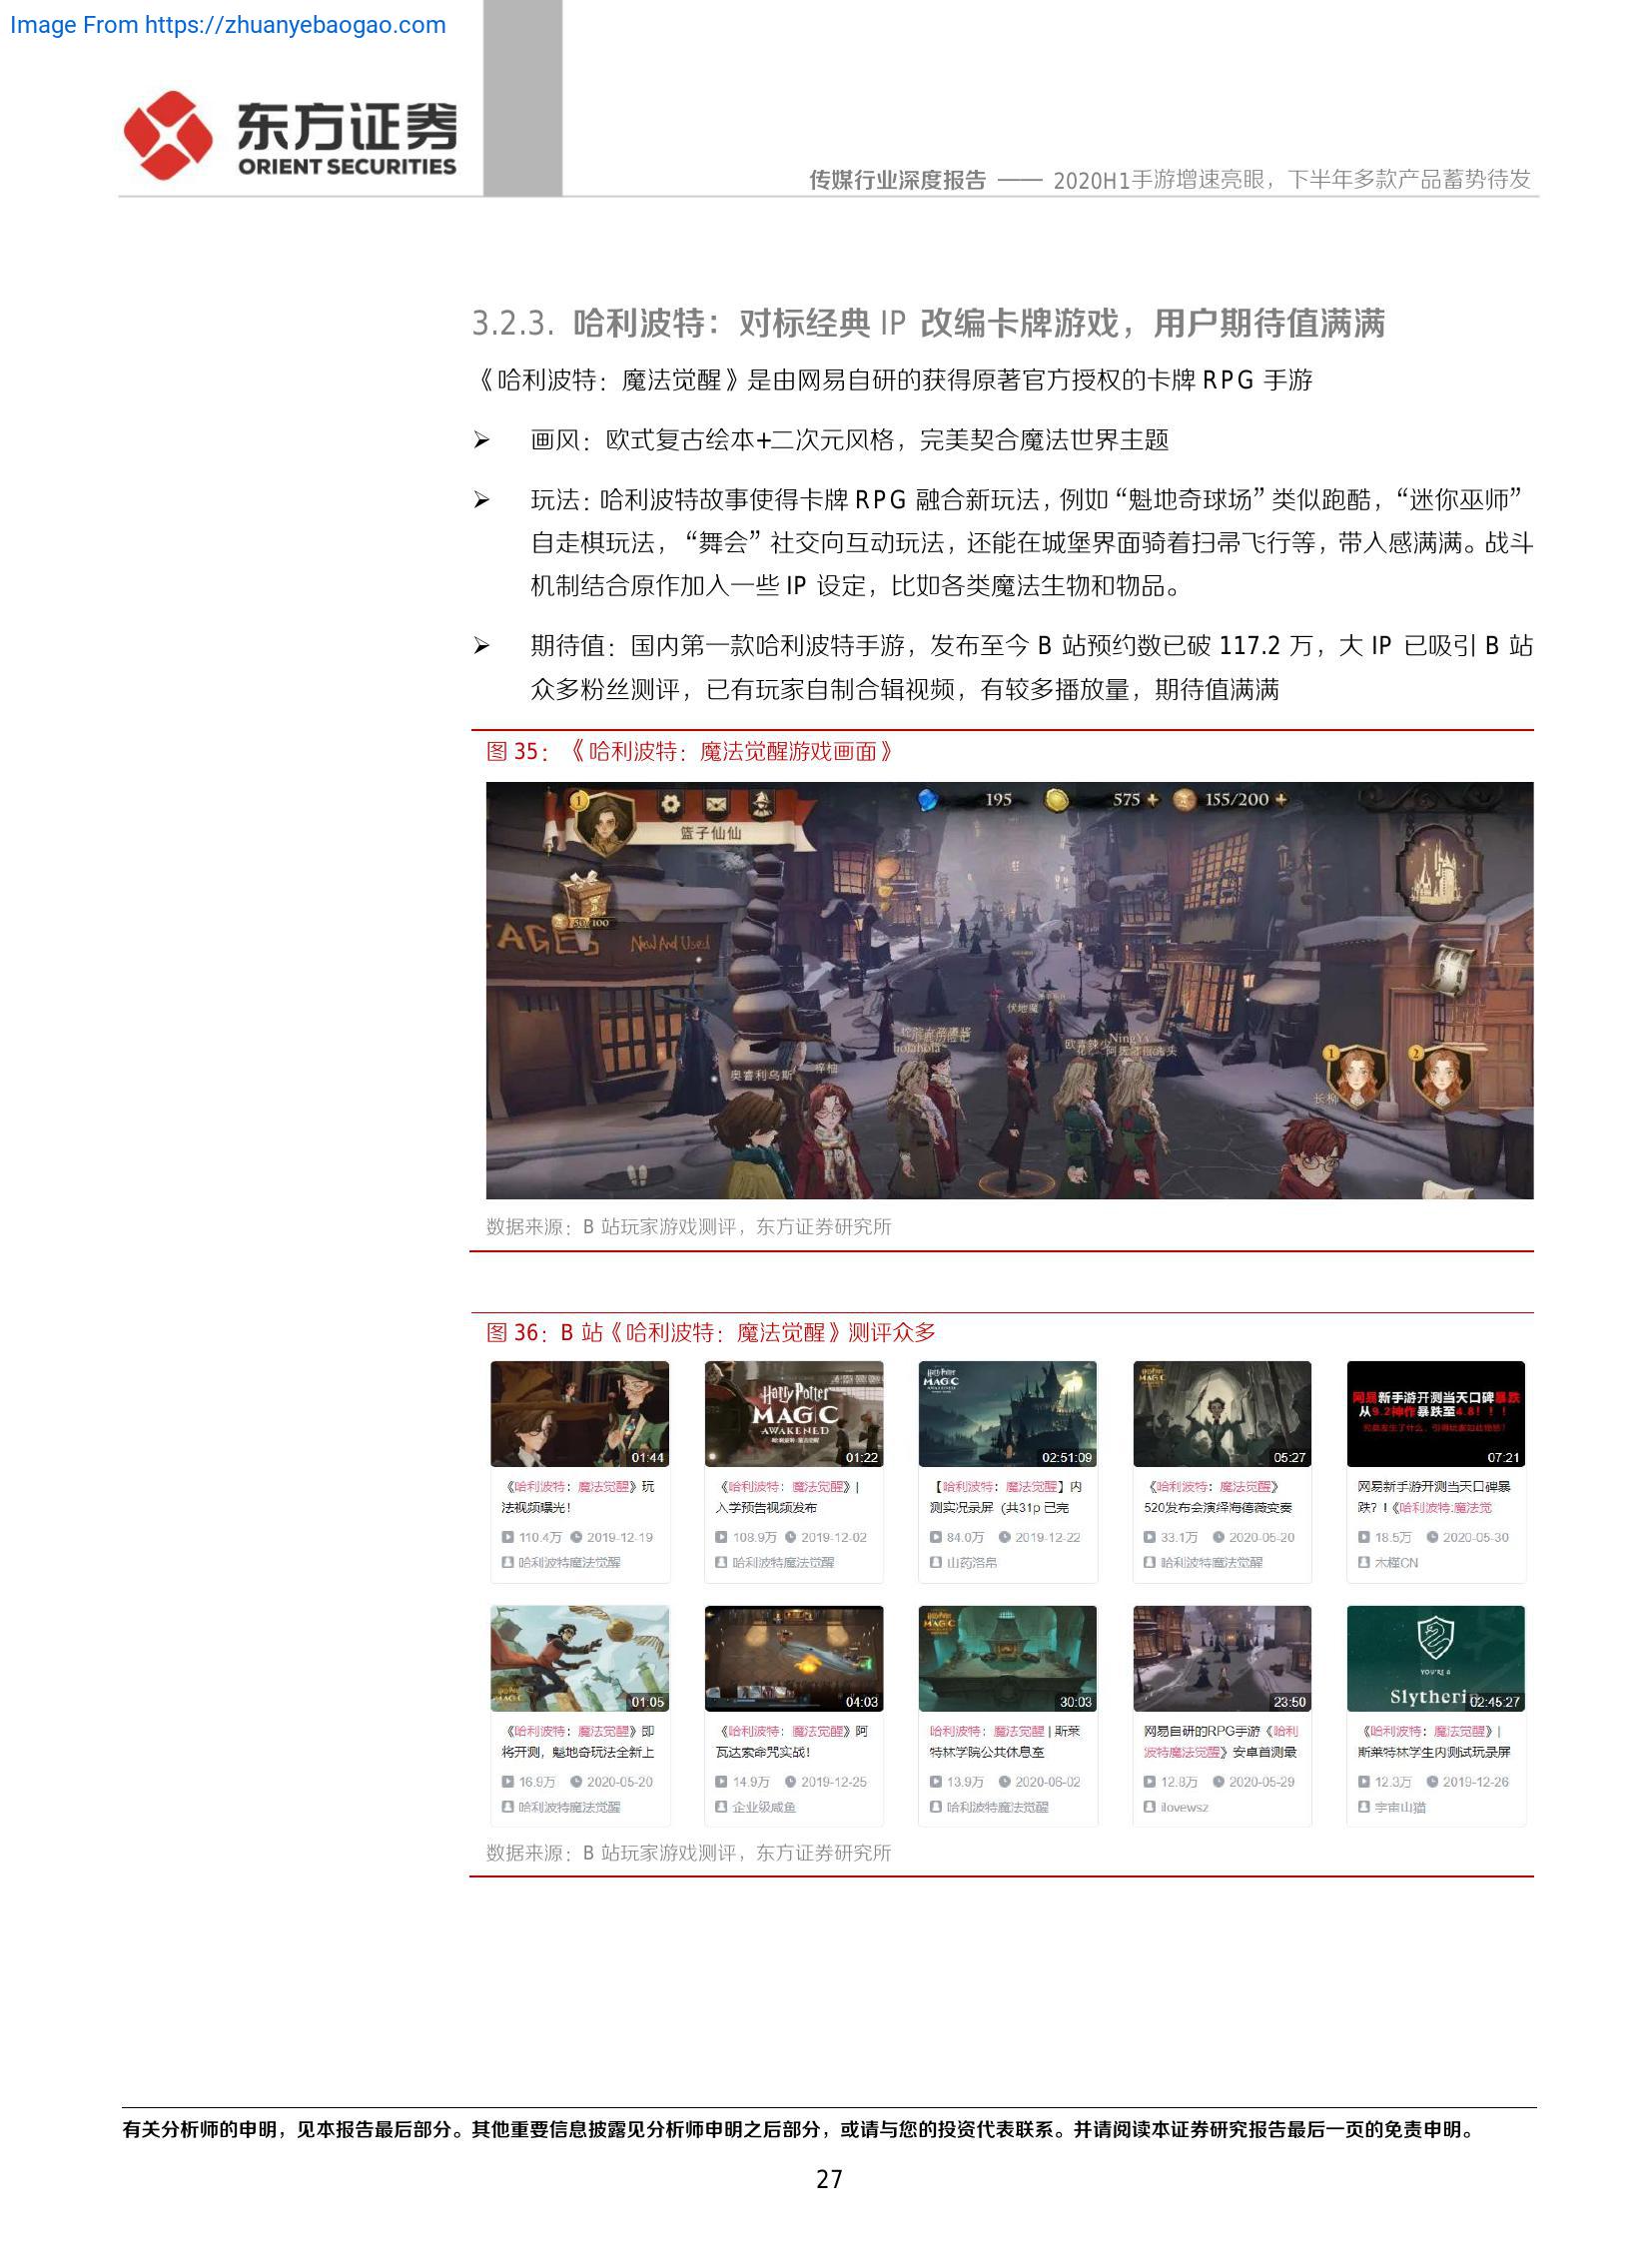 Image From https://zhuanyebaogao.com
东方证券
ORIENT SECURITIES
传媒行业深度报告 —— 2020H1手游增速亮眼，下半年多款产品蓄势待发
3.2.3. 哈利波特：对标经典 IP 改编卡牌游戏，用户期待值满满
《哈利波特：魔法觉醒》是由网易自研的获得原著官方授权的卡牌 RPG 手游
➢ 画风：欧式复古绘本+二次元风格，完美契合魔法世界主题
➢ 玩法：哈利波特故事使得卡牌 RPG 融合新玩法，例如“魁地奇球场”类似跑酷，“迷你巫师”
自走棋玩法，“舞会”社交向互动玩法，还能在城堡界面骑着扫帚飞行等，带入感满满。战斗
机制结合原作加入一些 IP 设定，比如各类魔法生物和物品。
➢ 期待值：国内第一款哈利波特手游，发布至今 B 站预约数已破 117.2 万，大 IP 已吸引 B 站
众多粉丝测评，已有玩家自制合辑视频，有较多播放量，期待值满满
图 35：《哈利波特：魔法觉醒游戏画面》
1
195 575 + 155/200 +
篮子仙仙
50/100
AGES New And Used
伏地魔
holahola
NingYi
奥睿利乌斯 梓柚
1 2
长柳
数据来源：B 站玩家游戏测评，东方证券研究所
图 36：B 站《哈利波特：魔法觉醒》测评众多
Harry Potter
MAGIC
AWAKENED
Harry Potter
MAGIC
网易新手游开测当天口碑暴跌
从9.2神作暴跌至4.8！！！
01:44 01:22 02:51:09 05:27 07:21
《哈利波特：魔法觉醒》玩
法视频曝光！
110.4万 2019-12-19
哈利波特魔法觉醒
《哈利波特：魔法觉醒》|
入学预告视频发布
108.9万 2019-12-02
哈利波特魔法觉醒
【哈利波特：魔法觉醒】内
测实况录屏（共31p 已完
84.0万 2019-12-22
山药洛帛
《哈利波特：魔法觉醒》
520发布会演绎海德薇变奏
33.1万 2020-05-20
哈利波特魔法觉醒
网易新手游开测当天口碑暴
跌？！《哈利波特:魔法觉
18.5万 2020-05-30
木槿CN
Harry Potter
MAGIC
YOU'RE A
Slytheri
01:05 04:03 30:03 23:50 02:45:27
《哈利波特：魔法觉醒》即
将开测，魁地奇玩法全新上
16.9万 2020-05-20
哈利波特魔法觉醒
《哈利波特：魔法觉醒》阿
瓦达索命咒实战！
14.9万 2019-12-25
企业级咸鱼
哈利波特：魔法觉醒 | 斯莱
特林学院公共休息室
13.9万 2020-06-02
哈利波特魔法觉醒
网易自研的RPG手游《哈利
波特魔法觉醒》安卓首测最
12.8万 2020-05-29
ilovewsz
《哈利波特：魔法觉醒》|
斯莱特林学生内测试玩录屏
12.3万 2019-12-26
宇宙山猫
数据来源：B 站玩家游戏测评，东方证券研究所
有关分析师的申明，见本报告最后部分。其他重要信息披露见分析师申明之后部分，或请与您的投资代表联系。并请阅读本证券研究报告最后一页的免责申明。
27